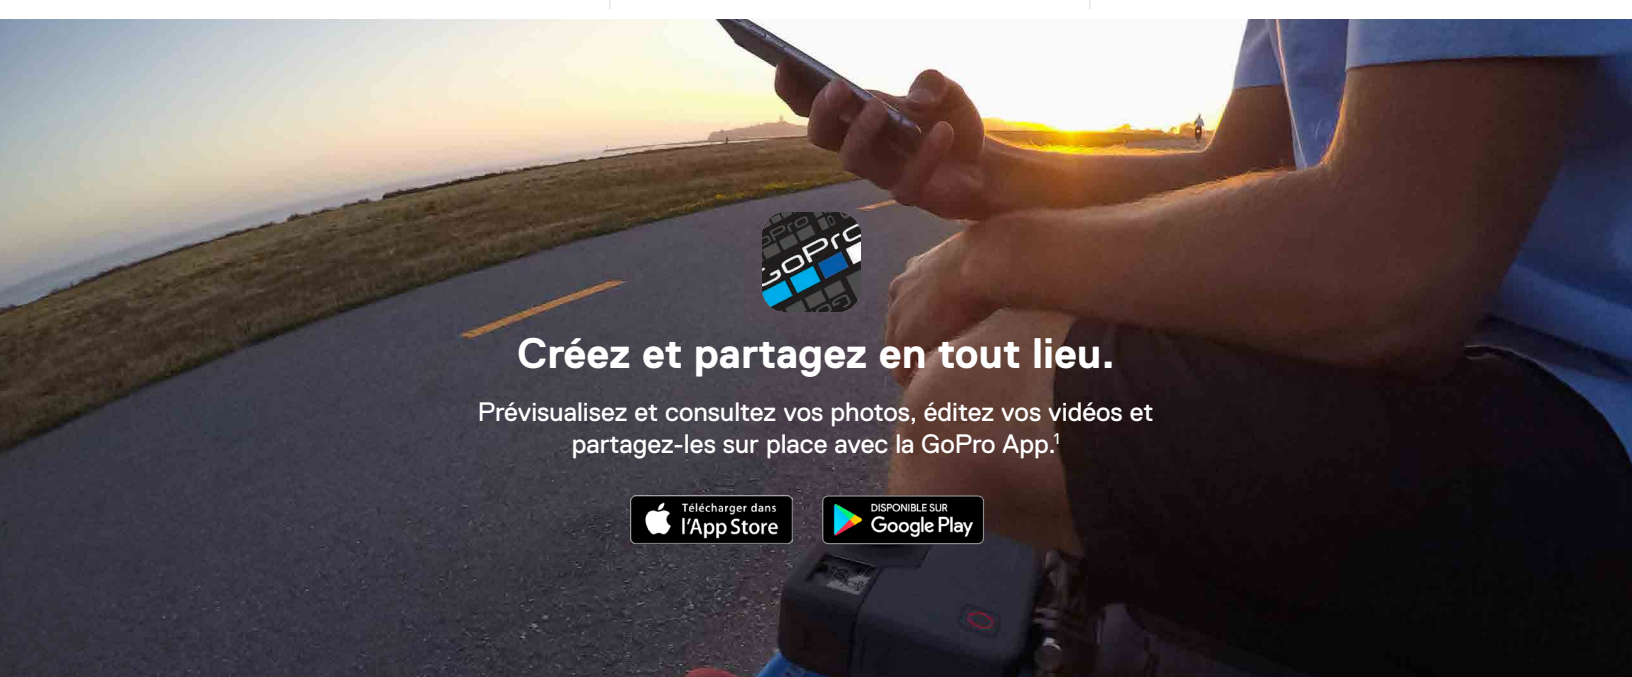 GoPro
Créez et partagez en tout lieu.
Prévisualisez et consultez vos photos, éditez vos vidéos et
partagez-les sur place avec la GoPro App.¹
Télécharger dans
l'App Store
DISPONIBLE SUR
Google Play